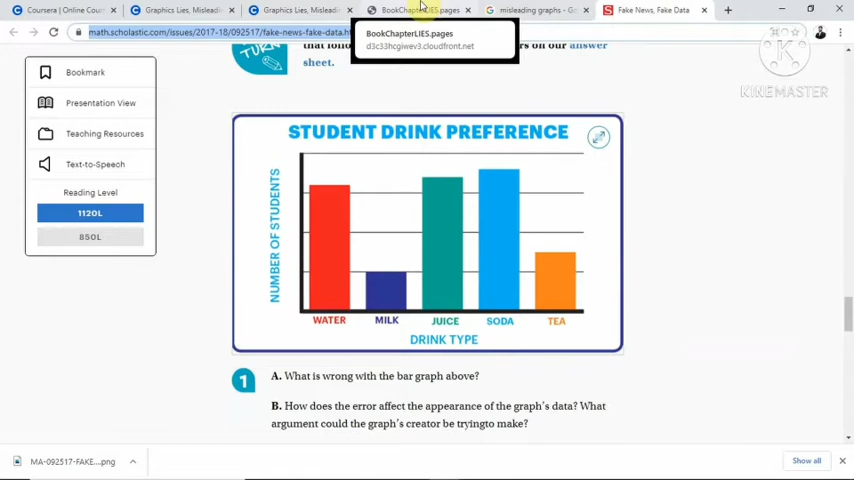 Coursera | Online Cour
Graphics Lies, Misleadin
Graphics Lies, Misleadi
BookChapterLIES.pages
misleading graphs - G
Fake News, Fake Data
math.scholastic.com/issues/2017-18/092517/fake-news-fake-data.h
BookChapterLIES.pages
d3c33hcgiwev3.cloudfront.net
KINEMASTER
TURN
answer
sheet.
Bookmark
Presentation View
Teaching Resources
Text-to-Speech
Reading Level
1120L
850L
STUDENT DRINK PREFERENCE
NUMBER OF STUDENTS
WATER MILK JUICE SODA TEA
DRINK TYPE
1 A. What is wrong with the bar graph above?
B. How does the error affect the appearance of the graph's data? What
argument could the graph's creator be tryingto make?
MA-092517-FAKE....png
Show all